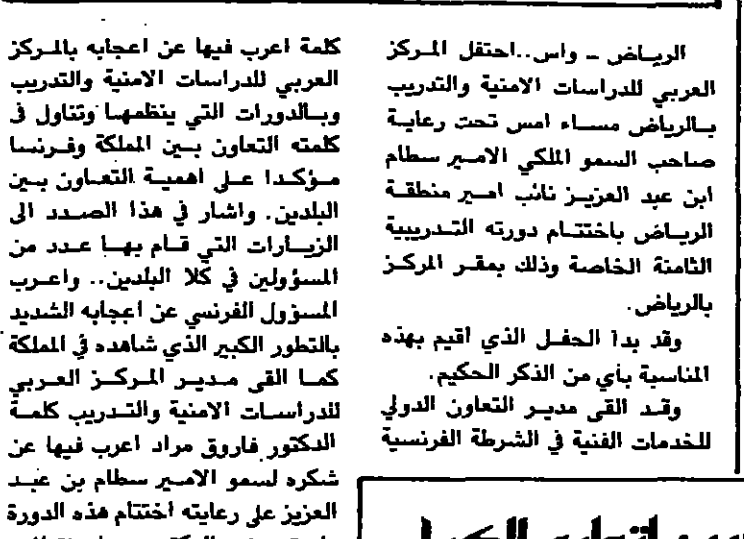 الرياض ــ واس..احتفل المركز
العربي للدراسات الامنية والتدريب
بالرياض مساء امس تحت رعاية
صاحب السمو الملكي الامير سطام
ابن عبد العزيز نائب امير منطقة
الرياض باختتام دورته التدريبية
الثامنة الخاصة وذلك بمقر المركز
بالرياض.
وقد بدا الحفل الذي أقيم بهذه
المناسبة بآي من الذكر الحكيم.
وقد القى مدير التعاون الدولي
للخدمات الفنية في الشرطة الفرنسية
كلمة اعرب فيها عن اعجابه بالمركز
العربي للدراسات الامنية والتدريب
وبالدورات التي ينظمها وتناول في
كلمته التعاون بين المملكة وفرنسا
مؤكدا على اهمية التعاون بين
البلدين. واشار في هذا الصدد الى
الزيارات التي قام بها عدد من
المسؤولين في كلا البلدين.. واعرب
المسؤول الفرنسي عن اعجابه الشديد
بالتطور الكبير الذي شاهده في المملكة
كما القى مدير المركز العربي
للدراسات الامنية والتدريب كلمة
الدكتور فاروق مراد اعرب فيها عن
شكره لسمو الامير سطام بن عبد
العزيز على رعايته اختتام هذه الدورة